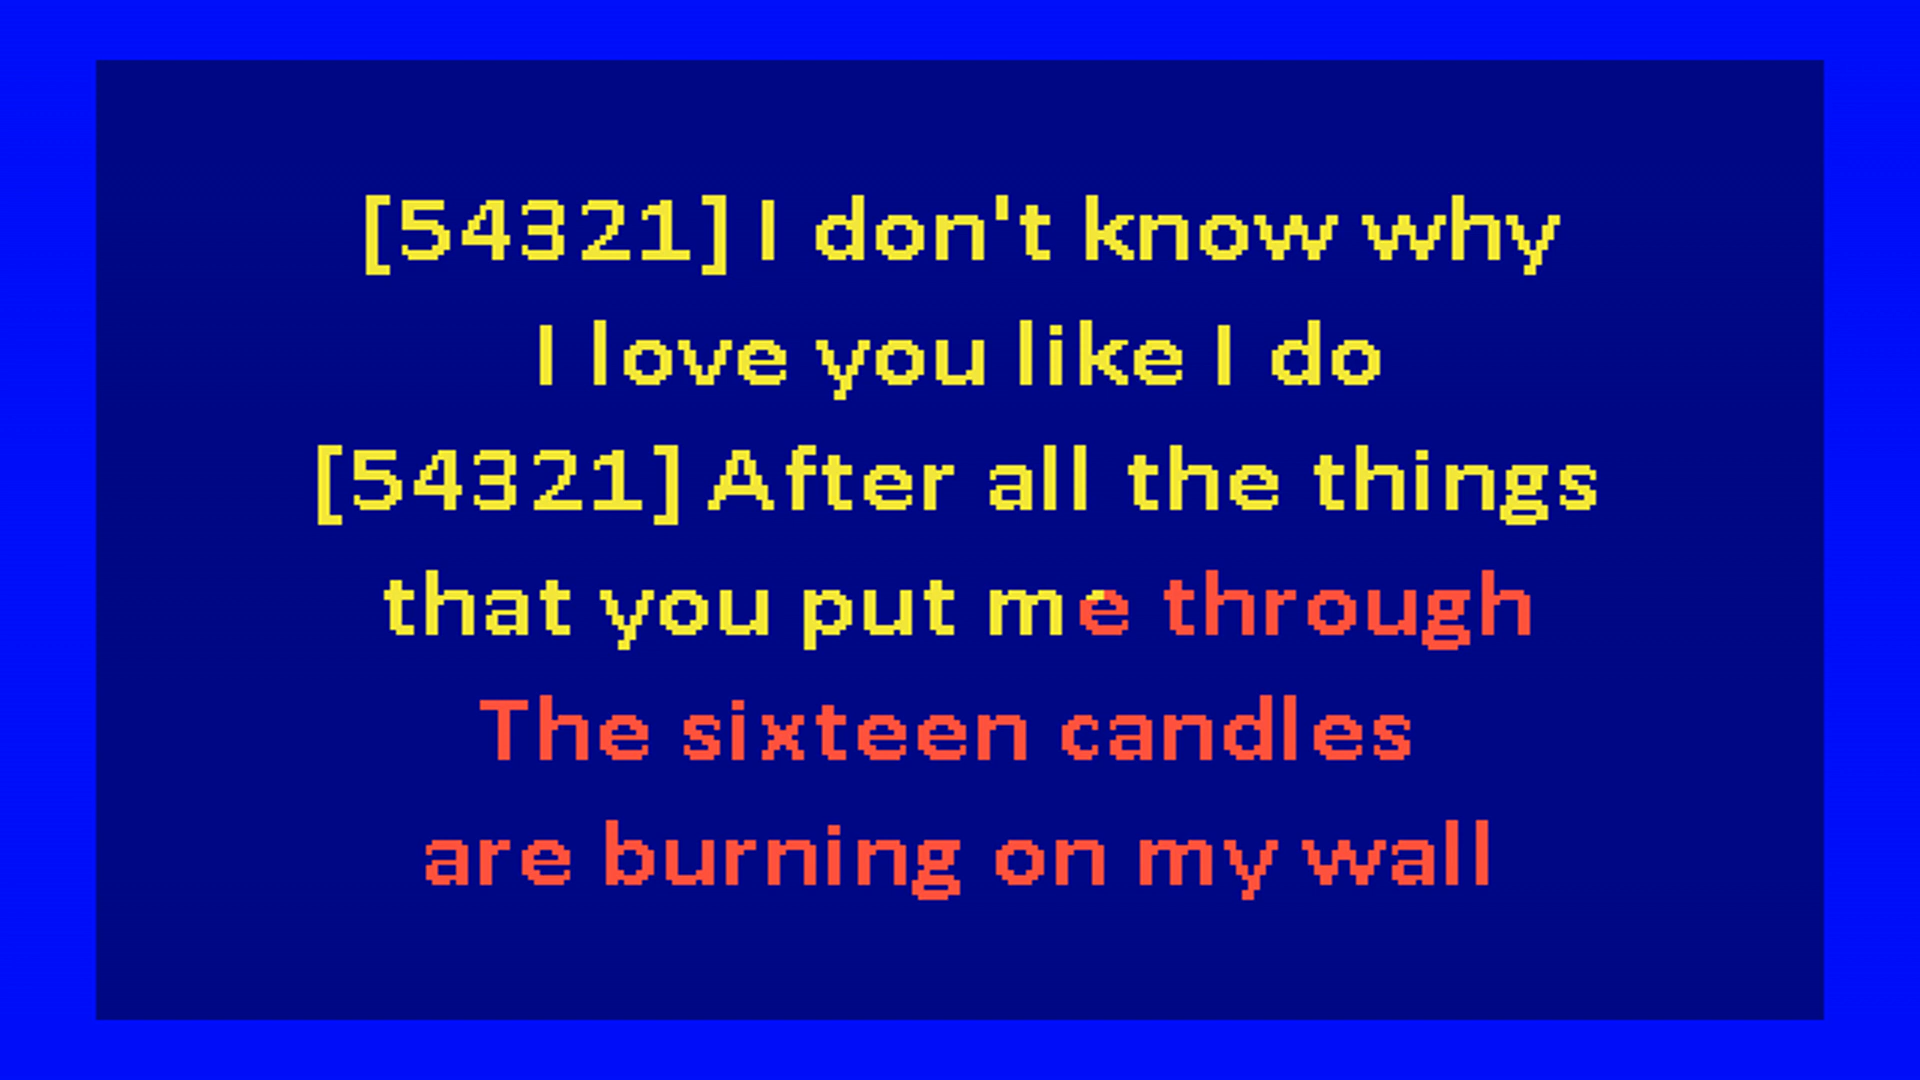 [54321] I don't know why
I love you like I do
[54321] After all the things
that you put me through
The sixteen candles
are burning on my wall